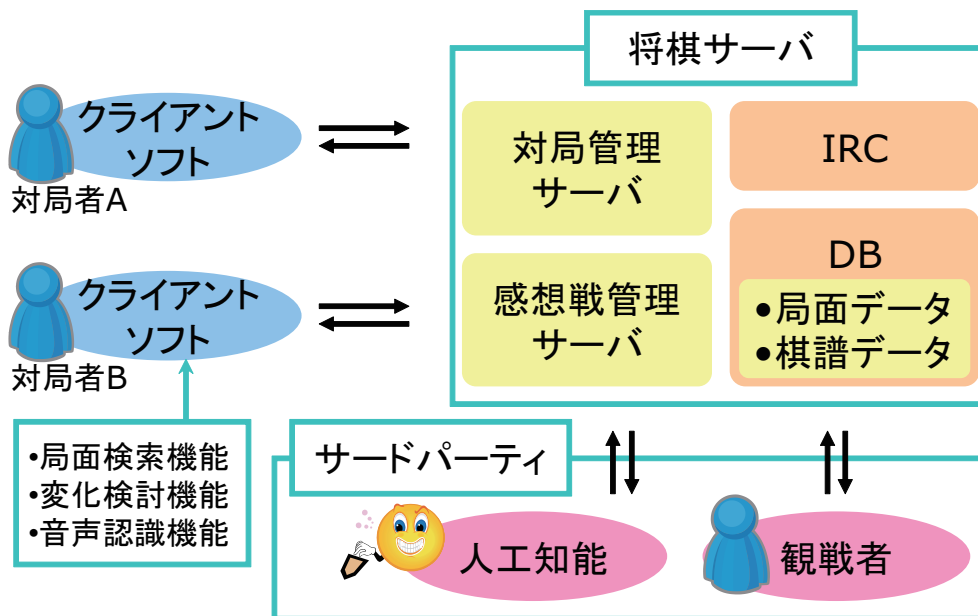 将棋サーバ
クライアント
ソフト
対局者A
対局管理
サーバ
IRC
クライアント
ソフト
対局者B
感想戦管理
サーバ
DB
●局面データ
●棋譜データ
•局面検索機能
•変化検討機能
•音声認識機能
サードパーティ
人工知能
観戦者